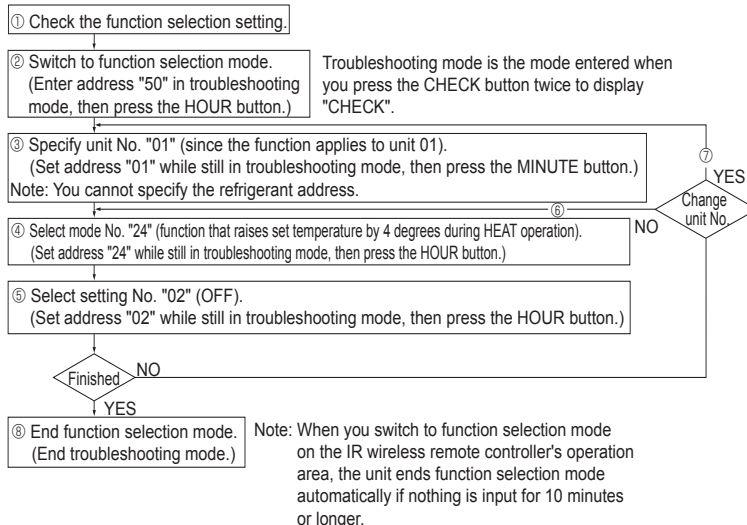 ① Check the function selection setting.
② Switch to function selection mode.
(Enter address "50" in troubleshooting
mode, then press the HOUR button.)
Troubleshooting mode is the mode entered when
you press the CHECK button twice to display
"CHECK".
③ Specify unit No. "01" (since the function applies to unit 01).
(Set address "01" while still in troubleshooting mode, then press the MINUTE button.)
Note: You cannot specify the refrigerant address.
⑦
YES
Change
unit No.
⑥
NO
④ Select mode No. "24" (function that raises set temperature by 4 degrees during HEAT operation).
(Set address "24" while still in troubleshooting mode, then press the HOUR button.)
⑤ Select setting No. "02" (OFF).
(Set address "02" while still in troubleshooting mode, then press the HOUR button.)
Finished
NO
YES
⑧ End function selection mode.
(End troubleshooting mode.)
Note: When you switch to function selection mode
on the IR wireless remote controller's operation
area, the unit ends function selection mode
automatically if nothing is input for 10 minutes
or longer.